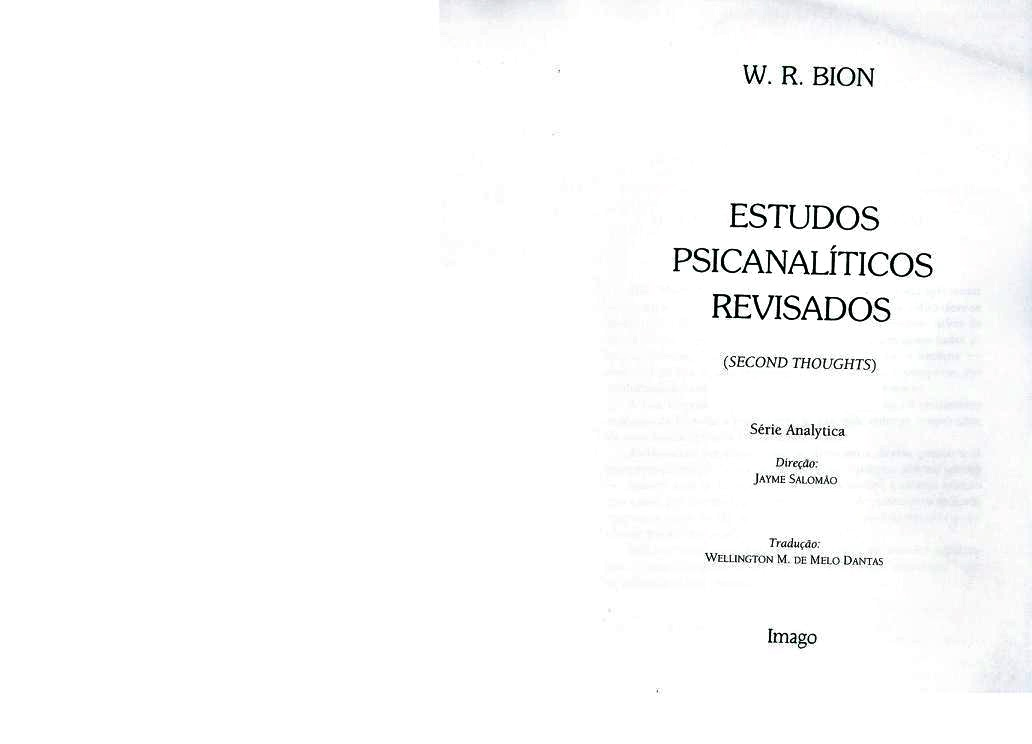 W. R. BION
ESTUDOS
PSICANALÍTICOS
REVISADOS
(SECOND THOUGHTS)
Série Analytica
Direção:
JAYME SALOMÃO
Tradução:
WELLINGTON M. DE MELO DANTAS
Imago